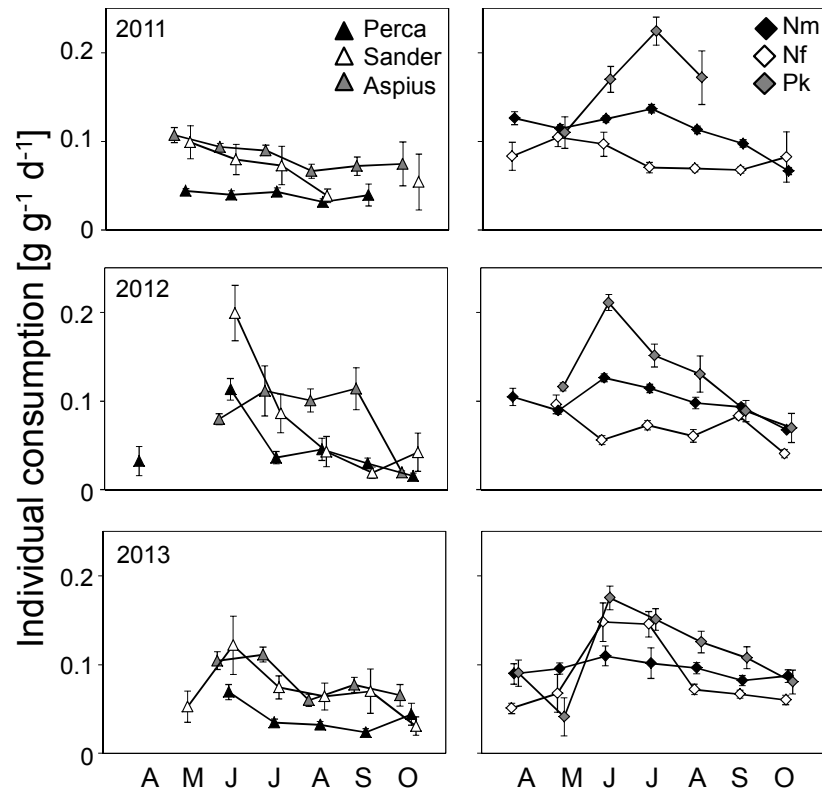 Individual consumption [g g⁻¹ d⁻¹]
2011
Perca
Sander
Aspius
Nm
Nf
Pk
0.2
0.1
0
2012
0.2
0.1
0
2013
0.2
0.1
0
A M J J A S O
A M J J A S O